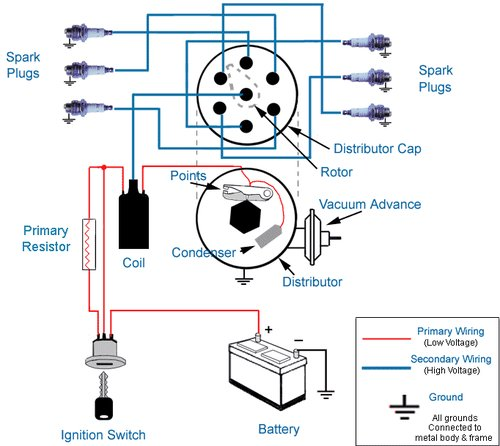 Spark
Plugs
Spark
Plugs
Distributor Cap
Rotor
Points
Vacuum Advance
Primary
Resistor
Condenser
Coil
Distributor
+
−
Ignition Switch
Battery
Primary Wiring
(Low Voltage)
Secondary Wiring
(High Voltage)
Ground
All grounds
Connected to
metal body & frame